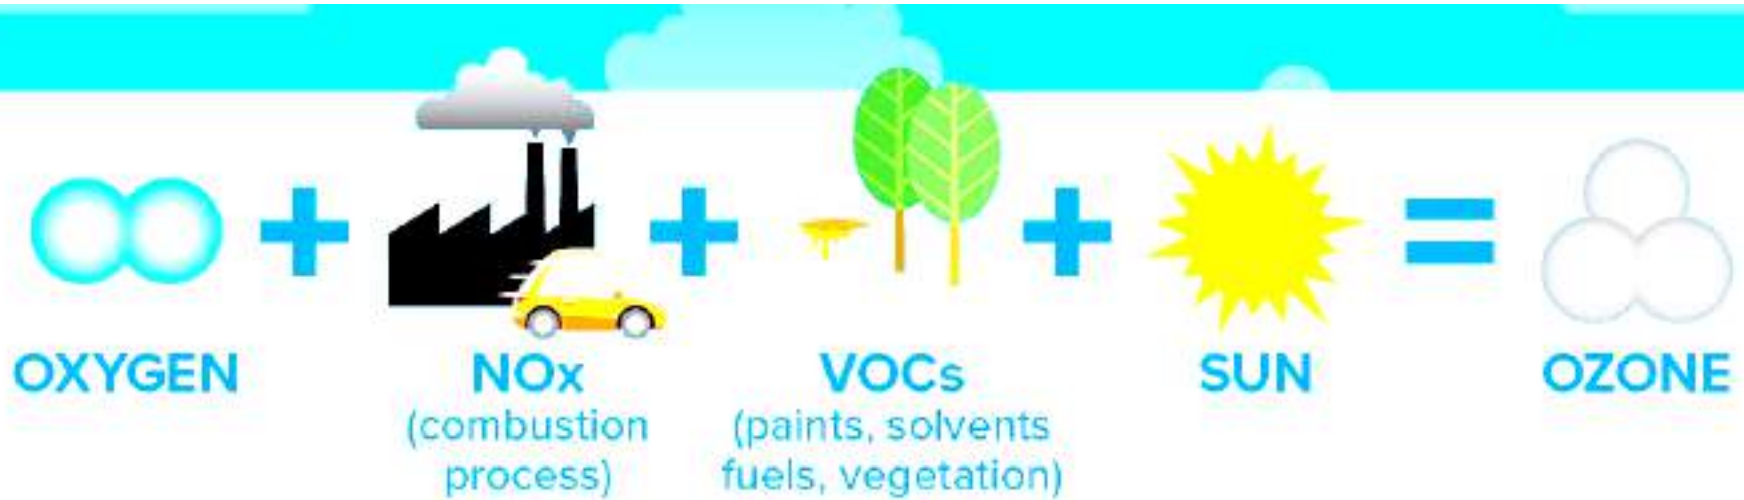 OXYGEN
NOx
(combustion
process)
VOCs
(paints, solvents
fuels, vegetation)
SUN
OZONE